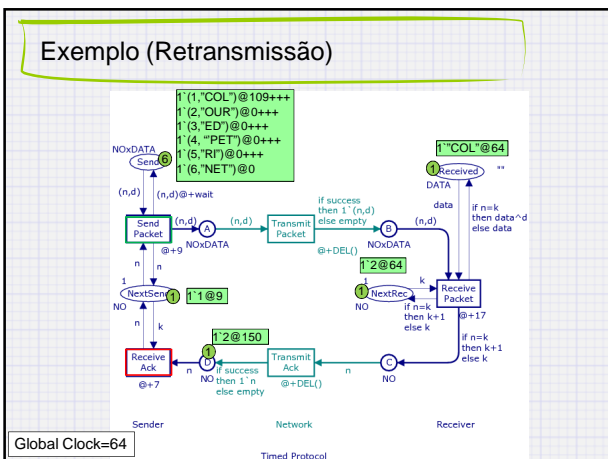 Exemplo (Retransmissão)
1`(1,"COL")@109+++
1`(2,"OUR")@0+++
1`(3,"ED")@0+++
1`(4, "'PET")@0+++
1`(5,"RI")@0+++
1`(6,"NET")@0
NOxDATA
Send
6
1`"COL"@64
1
Received
""
DATA
(n,d)
(n,d)@+wait
data
if n=k
then data^d
else data
Send
Packet
@+9
(n,d)
A
NOxDATA
(n,d)
Transmit
Packet
@+DEL()
if success
then 1`(n,d)
else empty
B
NOxDATA
(n,d)
n
n
1
NextSend
1
NO
1`1@9
1`2@64
1
NextRec
1
NO
k
if n=k
then k+1
else k
Receive
Packet
@+17
n
k
if n=k
then k+1
else k
1`2@150
Receive
Ack
@+7
n
1
D
NO
if success
then 1`n
else empty
Transmit
Ack
@+DEL()
n
C
NO
Sender
Network
Receiver
Global Clock=64
Timed Protocol